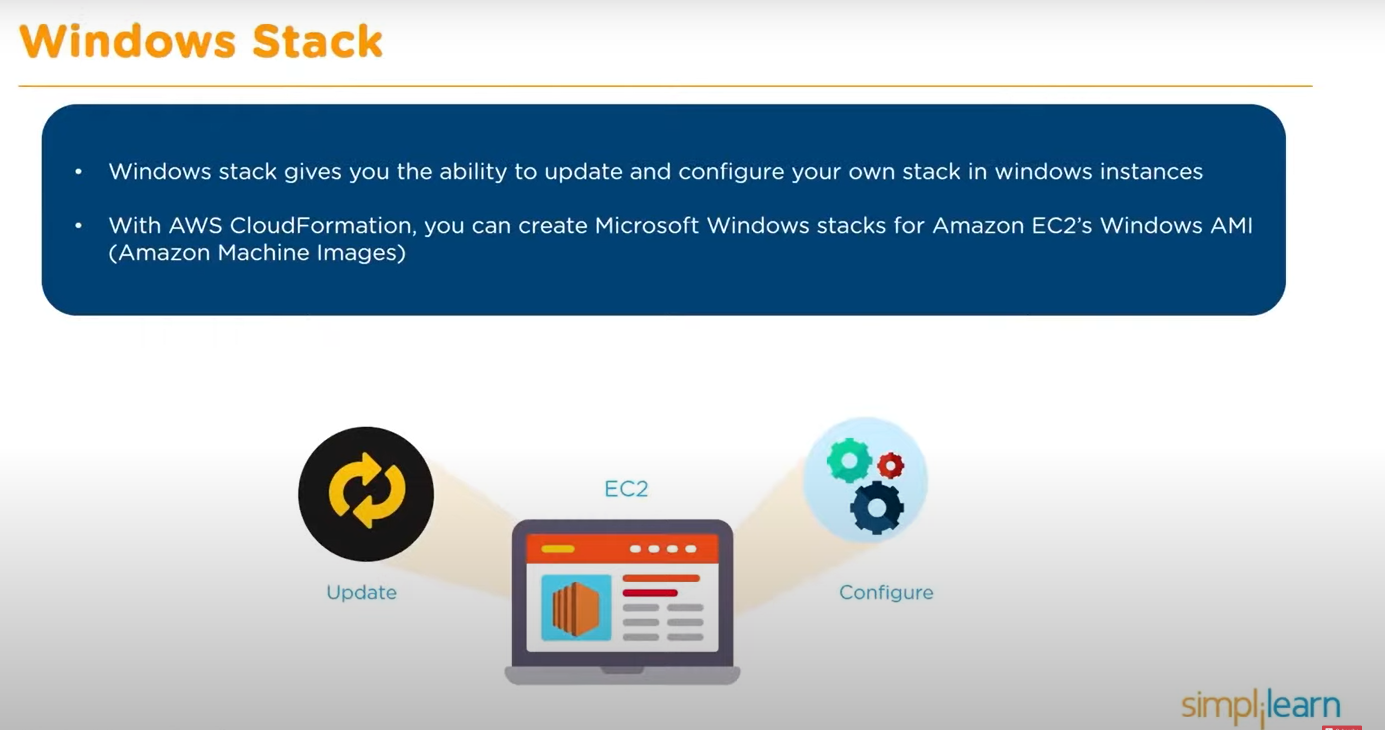 Windows Stack
• Windows stack gives you the ability to update and configure your own stack in windows instances
• With AWS CloudFormation, you can create Microsoft Windows stacks for Amazon EC2’s Windows AMI
(Amazon Machine Images)
EC2
Update
Configure
simplilearn